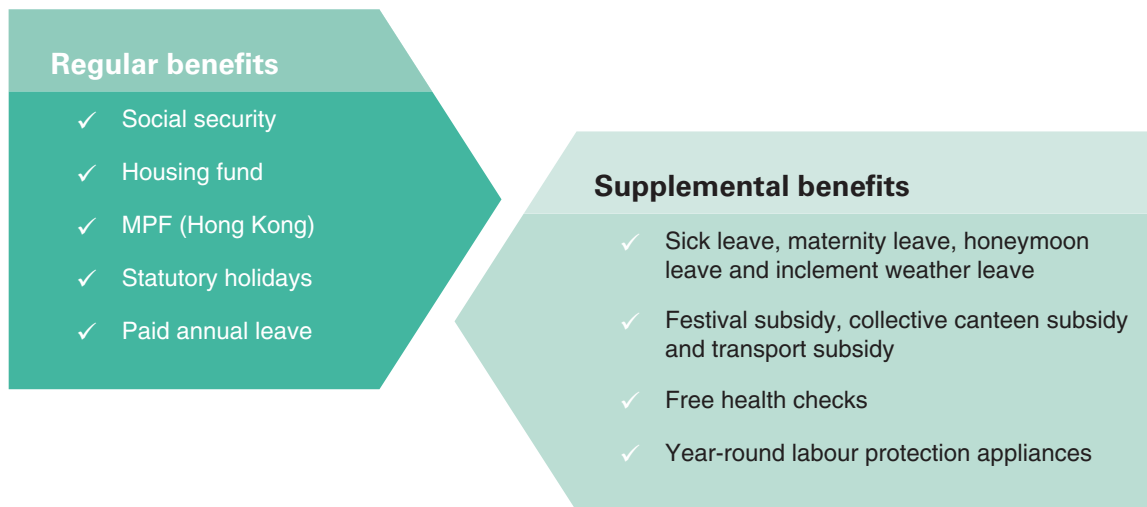 Regular benefits
✓ Social security
✓ Housing fund
✓ MPF (Hong Kong)
✓ Statutory holidays
✓ Paid annual leave
Supplemental benefits
✓ Sick leave, maternity leave, honeymoon
leave and inclement weather leave
✓ Festival subsidy, collective canteen subsidy
and transport subsidy
✓ Free health checks
✓ Year-round labour protection appliances